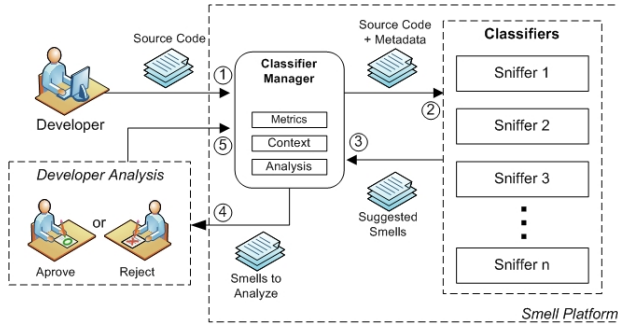 Source Code
Source Code
+ Metadata
Classifiers
Classifier
Manager
Sniffer 1
1
2
Developer
Metrics
Sniffer 2
Context
5
3
Analysis
Developer Analysis
Sniffer 3
or
4
Suggested
Smells
Aprove
Reject
Smells to
Analyze
Sniffer n
Smell Platform